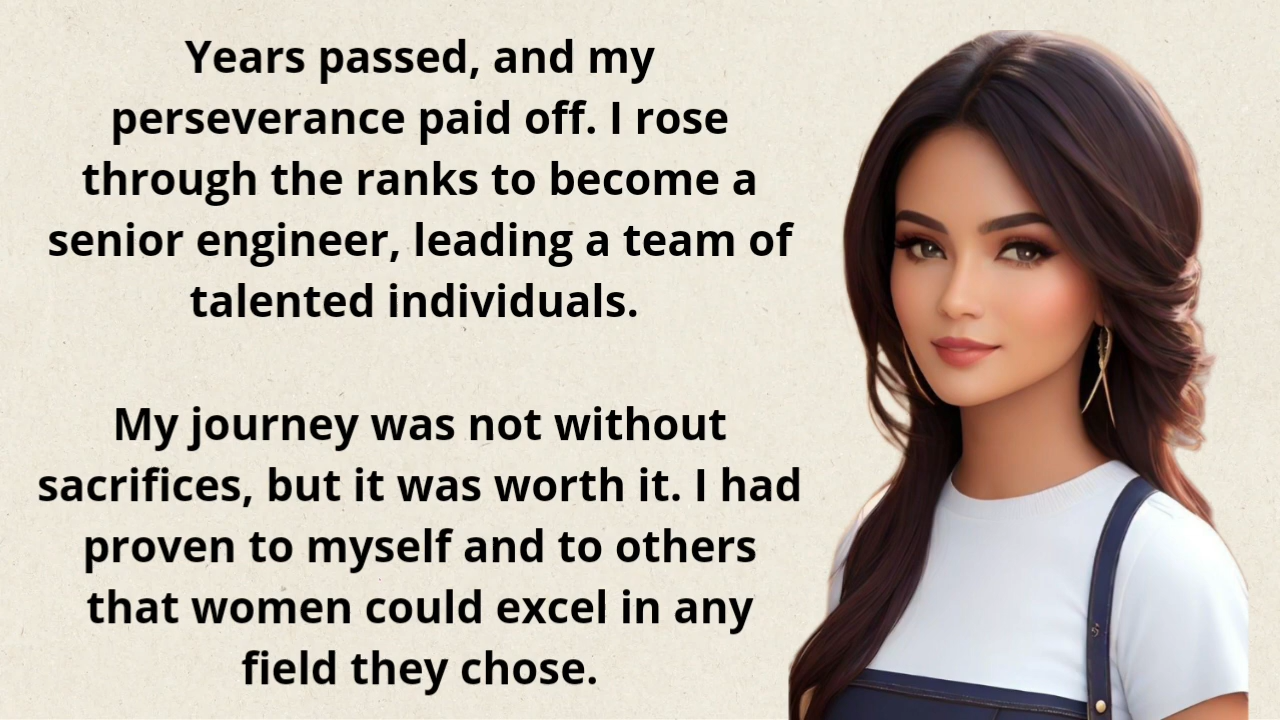 Years passed, and my
perseverance paid off. I rose
through the ranks to become a
senior engineer, leading a team of
talented individuals.
My journey was not without
sacrifices, but it was worth it. I had
proven to myself and to others
that women could excel in any
field they chose.